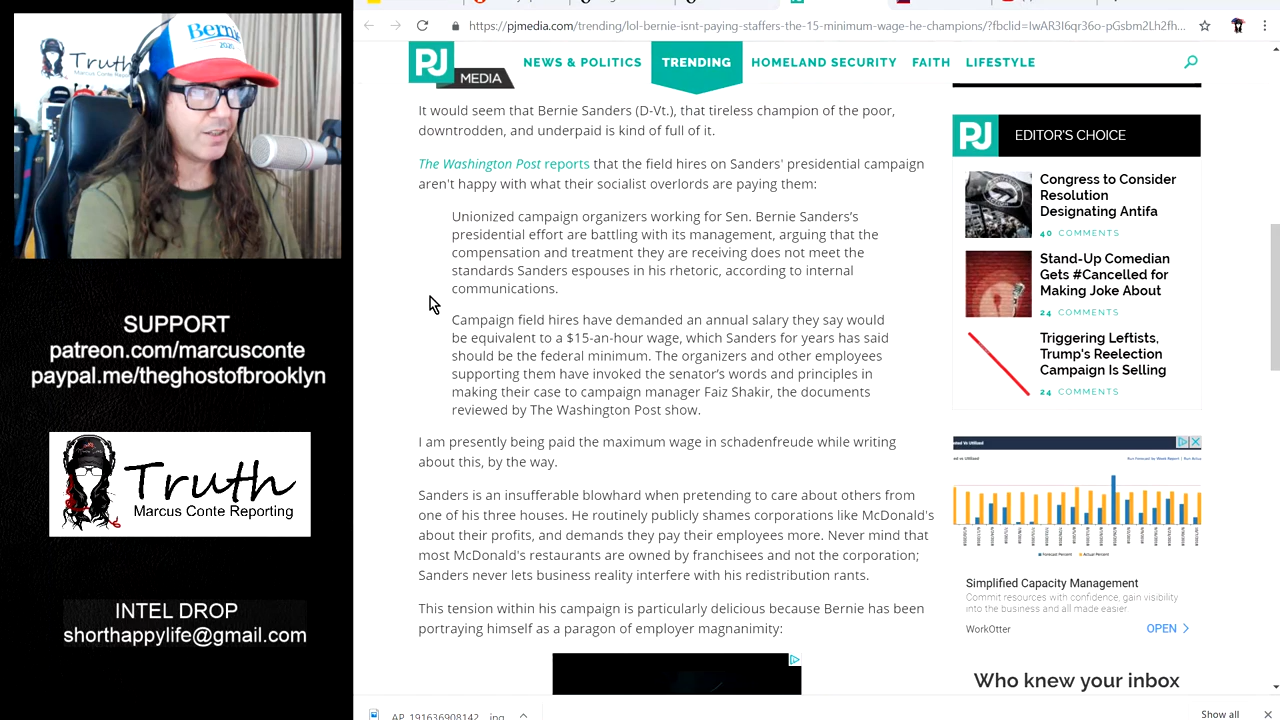 https://pjmedia.com/trending/lol-bernie-isnt-paying-staffers-the-15-minimum-wage-he-champions/?fbclid=IwAR3I6qr36o-pGsbm2Lh2fh...
PJ
MEDIA
NEWS & POLITICS
TRENDING
HOMELAND SECURITY
FAITH
LIFESTYLE
Bernie
2020
Truth
Marcus Conte Reporting
It would seem that Bernie Sanders (D-Vt.), that tireless champion of the poor,
downtrodden, and underpaid is kind of full of it.
The Washington Post reports that the field hires on Sanders' presidential campaign
aren't happy with what their socialist overlords are paying them:
Unionized campaign organizers working for Sen. Bernie Sanders's
presidential effort are battling with its management, arguing that the
compensation and treatment they are receiving does not meet the
standards Sanders espouses in his rhetoric, according to internal
communications.
Campaign field hires have demanded an annual salary they say would
be equivalent to a $15-an-hour wage, which Sanders for years has said
should be the federal minimum. The organizers and other employees
supporting them have invoked the senator's words and principles in
making their case to campaign manager Faiz Shakir, the documents
reviewed by The Washington Post show.
I am presently being paid the maximum wage in schadenfreude while writing
about this, by the way.
Sanders is an insufferable blowhard when pretending to care about others from
one of his three houses. He routinely publicly shames corporations like McDonald's
about their profits, and demands they pay their employees more. Never mind that
most McDonald's restaurants are owned by franchisees and not the corporation;
Sanders never lets business reality interfere with his redistribution rants.
This tension within his campaign is particularly delicious because Bernie has been
portraying himself as a paragon of employer magnanimity:
PJ
EDITOR'S CHOICE
Congress to Consider
Resolution
Designating Antifa
40 COMMENTS
Stand-Up Comedian
Gets #Cancelled for
Making Joke About
24 COMMENTS
Triggering Leftists,
Trump's Reelection
Campaign Is Selling
24 COMMENTS
Forecast Percent
Actual Percent
Simplified Capacity Management
Commit resources with confidence, gain visibility
into the business and all made easier
WorkOtter
OPEN
Who knew your inbox
SUPPORT
patreon.com/marcusconte
paypal.me/theghostofbrooklyn
Truth
Marcus Conte Reporting
INTEL DROP
shorthappylife@gmail.com
AP_191636908142....jpg
Show all